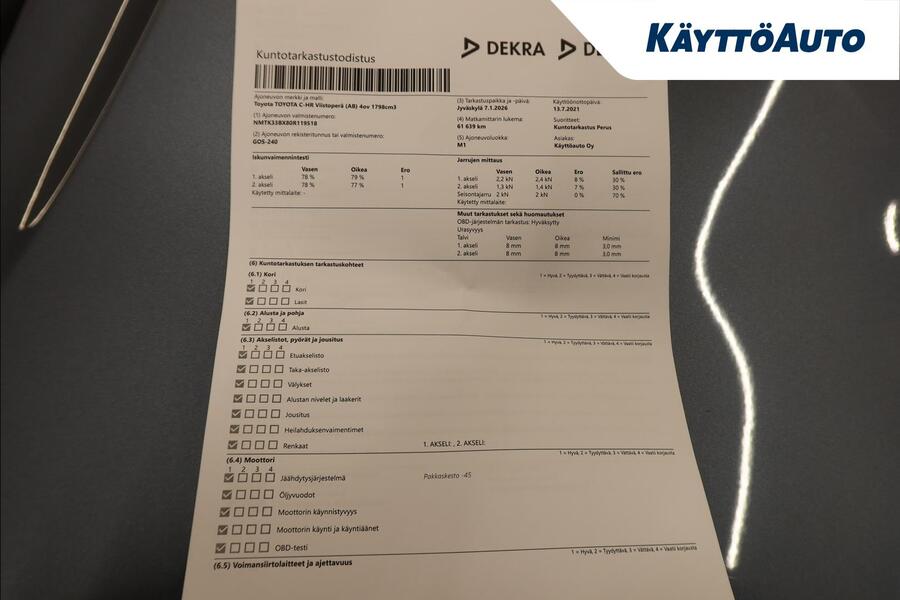 KÄYTTÖAUTO
DEKRA DE
Kuntotarkastustodistus
Ajoneuvon merkki ja malli:
Toyota TOYOTA C-HR Viistoperä (AB) 4ov 1798cm3
(1) Ajoneuvon valmistenumero:
NMTK33BX80R119518
(2) Ajoneuvon rekisteritunnus tai valmistenumero:
GOS-240
(3) Tarkastuspaikka ja -päivä:
Jyväskylä 7.1.2026
(4) Matkamittarin lukema:
61 639 km
(5) Ajoneuvoluokka:
M1
Käyttöönottopäivä:
13.7.2021
Suoritteet:
Kuntotarkastus Perus
Asiakas:
Käyttöauto Oy
Iskunvaimennintesti
Vasen Oikea Ero
1. akseli 78 % 79 % 1
2. akseli 78 % 77 % 1
Käytetty mittalaite: -
Jarrujen mittaus
Vasen Oikea Ero Sallittu ero
1. akseli 2,2 kN 2,4 kN 8 % 30 %
2. akseli 1,3 kN 1,4 kN 7 % 30 %
Seisontajarru 2 kN 2 kN 0 % 70 %
Käytetty mittalaite:
Muut tarkastukset sekä huomautukset
OBD-järjestelmän tarkastus: Hyväksytty
Urasyvyys
Talvi Vasen Oikea Minimi
1. akseli 8 mm 8 mm 3,0 mm
2. akseli 8 mm 8 mm 3,0 mm
(6) Kuntotarkastuksen tarkastuskohteet
(6.1) Kori 1 = Hyvä, 2 = Tyydyttävä, 3 = Välttävä, 4 = Vaatii korjausta
1 2 3 4
Kori
Lasit
(6.2) Alusta ja pohja 1 = Hyvä, 2 = Tyydyttävä, 3 = Välttävä, 4 = Vaatii korjausta
1 2 3 4
Alusta
(6.3) Akselistot, pyörät ja jousitus 1 = Hyvä, 2 = Tyydyttävä, 3 = Välttävä, 4 = Vaatii korjausta
1 2 3 4
Etuakselisto
Taka-akselisto
Välykset
Alustan nivelet ja laakerit
Jousitus
Heilahduksenvaimentimet
Renkaat 1. AKSELI: , 2. AKSELI:
(6.4) Moottori 1 = Hyvä, 2 = Tyydyttävä, 3 = Välttävä, 4 = Vaatii korjausta
1 2 3 4
Jäähdytysjärjestelmä Pakkaskesto -45
Öljyvuodot
Moottorin käynnistyvyys
Moottorin käynti ja käyntiäänet
OBD-testi
(6.5) Voimansiirtolaitteet ja ajettavuus 1 = Hyvä, 2 = Tyydyttävä, 3 = Välttävä, 4 = Vaatii korjausta